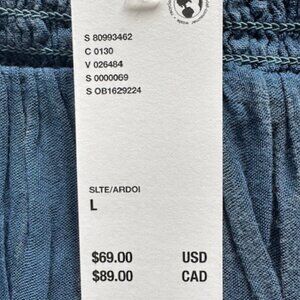 S 80993462
C 0130
V 026484
S 0000069
S OB1629224
SLTE/ARDOI
L
$69.00 USD
$89.00 CAD